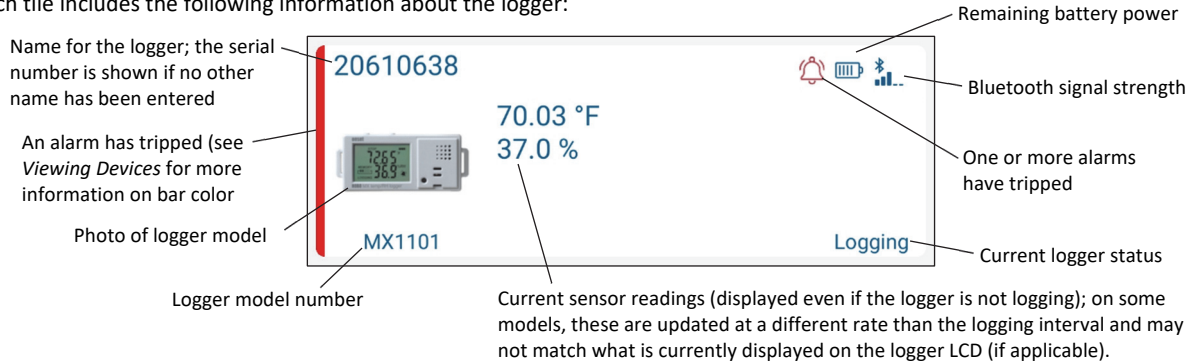 ch tile includes the following information about the logger:
Remaining battery power
Name for the logger; the serial
number is shown if no other
name has been entered
20610638
Bluetooth signal strength
70.03 °F
37.0 %
An alarm has tripped (see
Viewing Devices for more
information on bar color
72.65
36.9
One or more alarms
have tripped
Photo of logger model
MX1101
Logging
Current logger status
Logger model number
Current sensor readings (displayed even if the logger is not logging); on some
models, these are updated at a different rate than the logging interval and may
not match what is currently displayed on the logger LCD (if applicable).